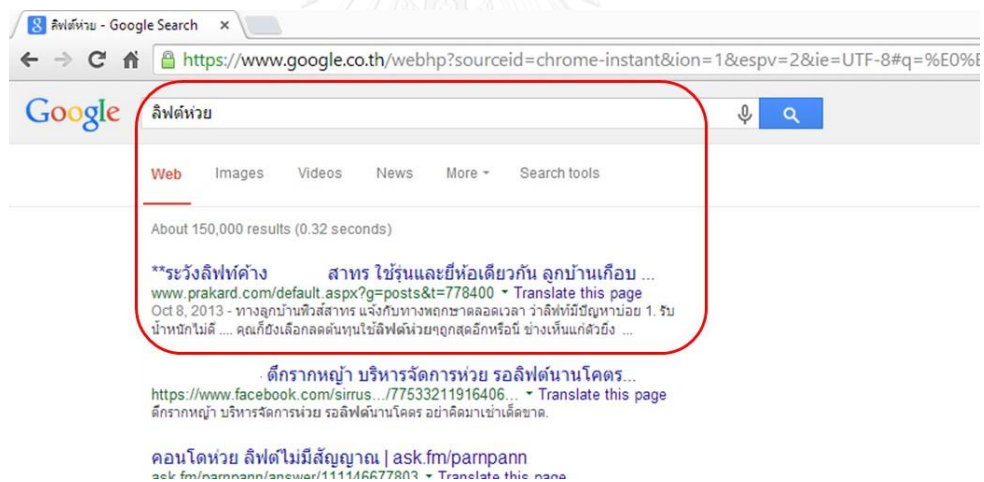 ลิฟต์ห่วย - Google Search
https://www.google.co.th/webhp?sourceid=chrome-instant&ion=1&espv=2&ie=UTF-8#q=%E0%E
Google ลิฟต์ห่วย
Web Images Videos News More Search tools
About 150,000 results (0.32 seconds)
**ระวังลิฟท์ค้าง สาทร ใช้รุ่นและยี่ห้อเดียวกัน ลูกบ้านเกือบ ...
www.prakard.com/default.aspx?g=posts&t=778400 Translate this page
Oct 8, 2013 - ทางลูกบ้านทิวส์สาทร แจ้งกับทางพฤกษาตลอดเวลา ว่าลิฟท์มีปัญหาบ่อย 1. รับ
น้ำหนักไม่ดี .... คุณก็ยังเลือกลดต้นทุนใช้ลิฟต์ห่วยๆถูกสุดอีกหรือนี่ ช่างเห็นแก่ตัวยิ่ง ...
ตึกรากหญ้า บริหารจัดการห่วย รอลิฟต์นานโคตร...
https://www.facebook.com/sirrus.../77533211916406... Translate this page
ตึกรากหญ้า บริหารจัดการห่วย รอลิฟต์นานโคตร อย่าคิดมาเช่าเด็ดขาด.
คอนโดห่วย ลิฟต์ไม่มีสัญญาณ | ask.fm/parnpann
ask.fm/parnpann/answer/111146677803 Translate this page